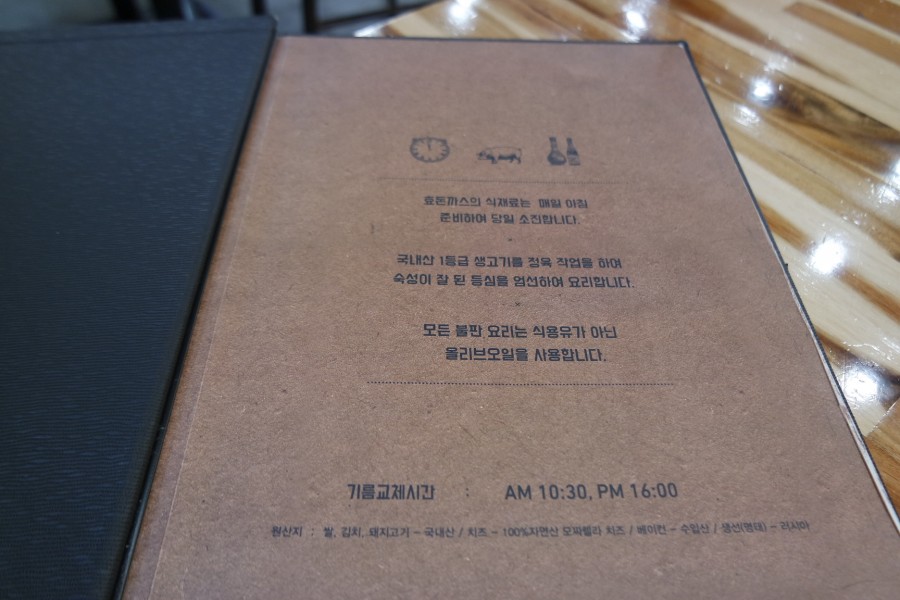 효돈까스의 식재료는 매일 아침
준비하여 당일 소진합니다.
국내산 1등급 생고기를 정육 작업을 하여
숙성이 잘 된 등심을 엄선하여 요리합니다.
모든 불판 요리는 식용유가 아닌
올리브오일을 사용합니다.
기름교체시간 : AM 10:30, PM 16:00
원산지 : 쌀, 김치, 돼지고기 - 국내산 / 치즈 - 100%자연산 모짜렐라 치즈 / 베이컨 - 수입산 / 생선(명태) - 러시아